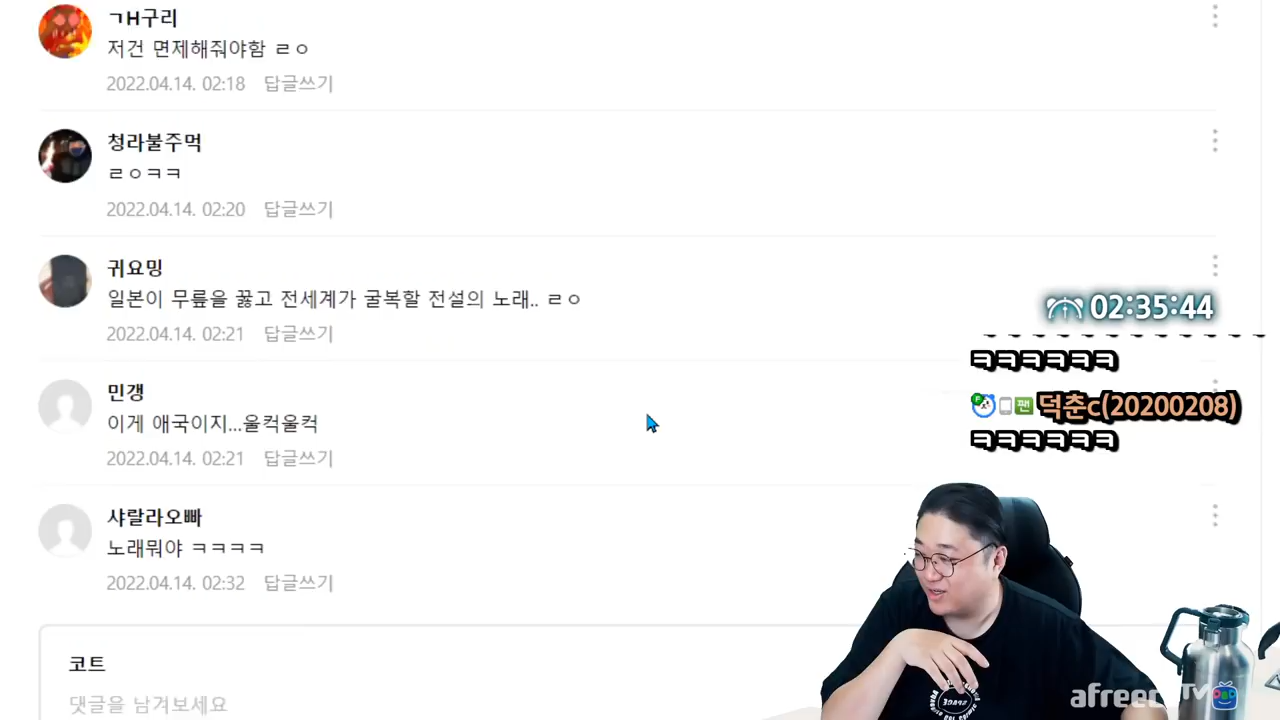 ㄱH구리
저건 면제해줘야함 ㄹㅇ
2022.04.14. 02:18 답글쓰기
청라불주먹
ㄹㅇㅋㅋ
2022.04.14. 02:20 답글쓰기
귀요밍
일본이 무릎을 꿇고 전세계가 굴복할 전설의 노래.. ㄹㅇ
2022.04.14. 02:21 답글쓰기
민갱
이게 애국이지...울컥울컥
2022.04.14. 02:21 답글쓰기
샤랄라오빠
노래뭐야 ㅋㅋㅋㅋ
2022.04.14. 02:32 답글쓰기
코트
댓글을 남겨보세요
02:35:44
ㅋㅋㅋㅋㅋㅋ
F 팬 덕춘c(20200208)
ㅋㅋㅋㅋㅋㅋ